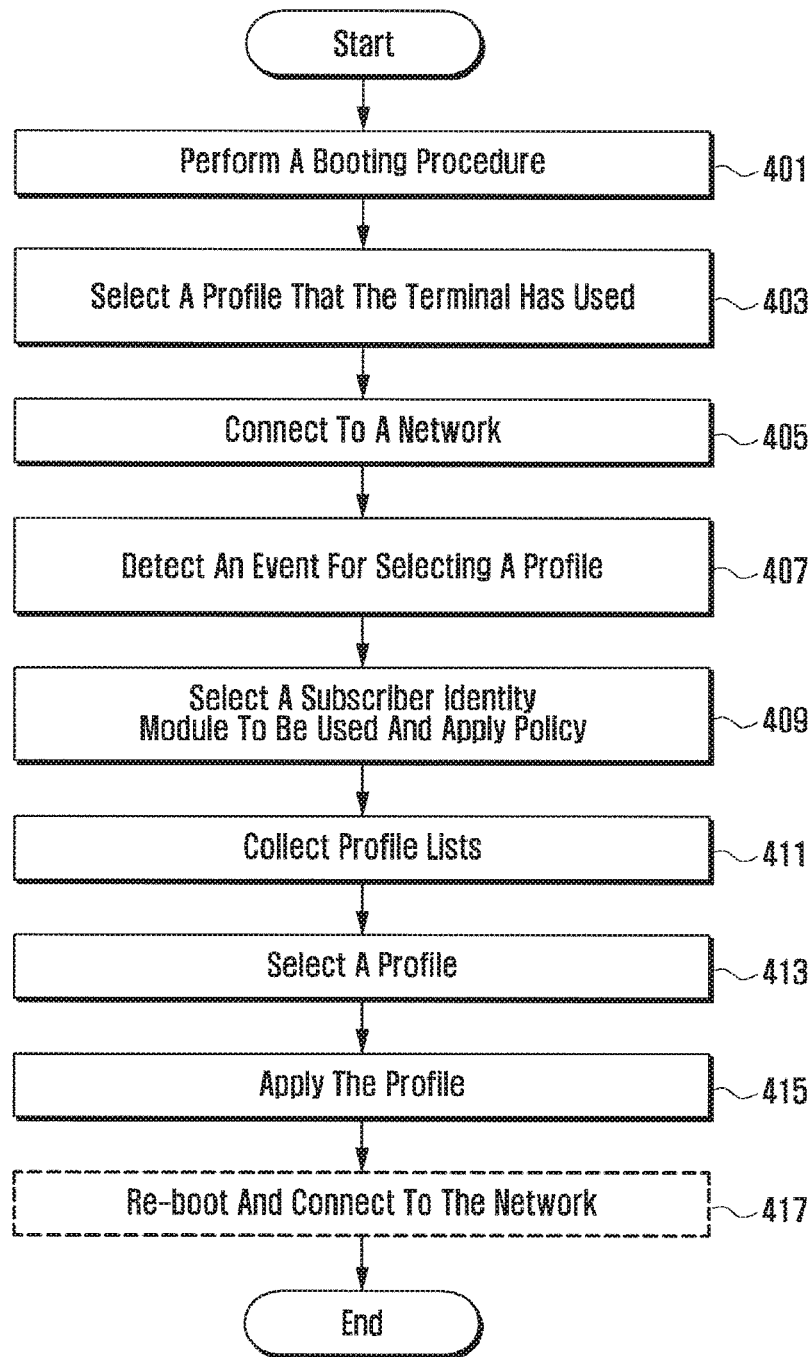 Start
Perform A Booting Procedure
401
Select A Profile That The Terminal Has Used
403
Connect To A Network
405
Detect An Event For Selecting A Profile
407
Select A Subscriber Identity
Module To Be Used And Apply Policy
409
Collect Profile Lists
411
Select A Profile
413
Apply The Profile
415
Re-boot And Connect To The Network
417
End